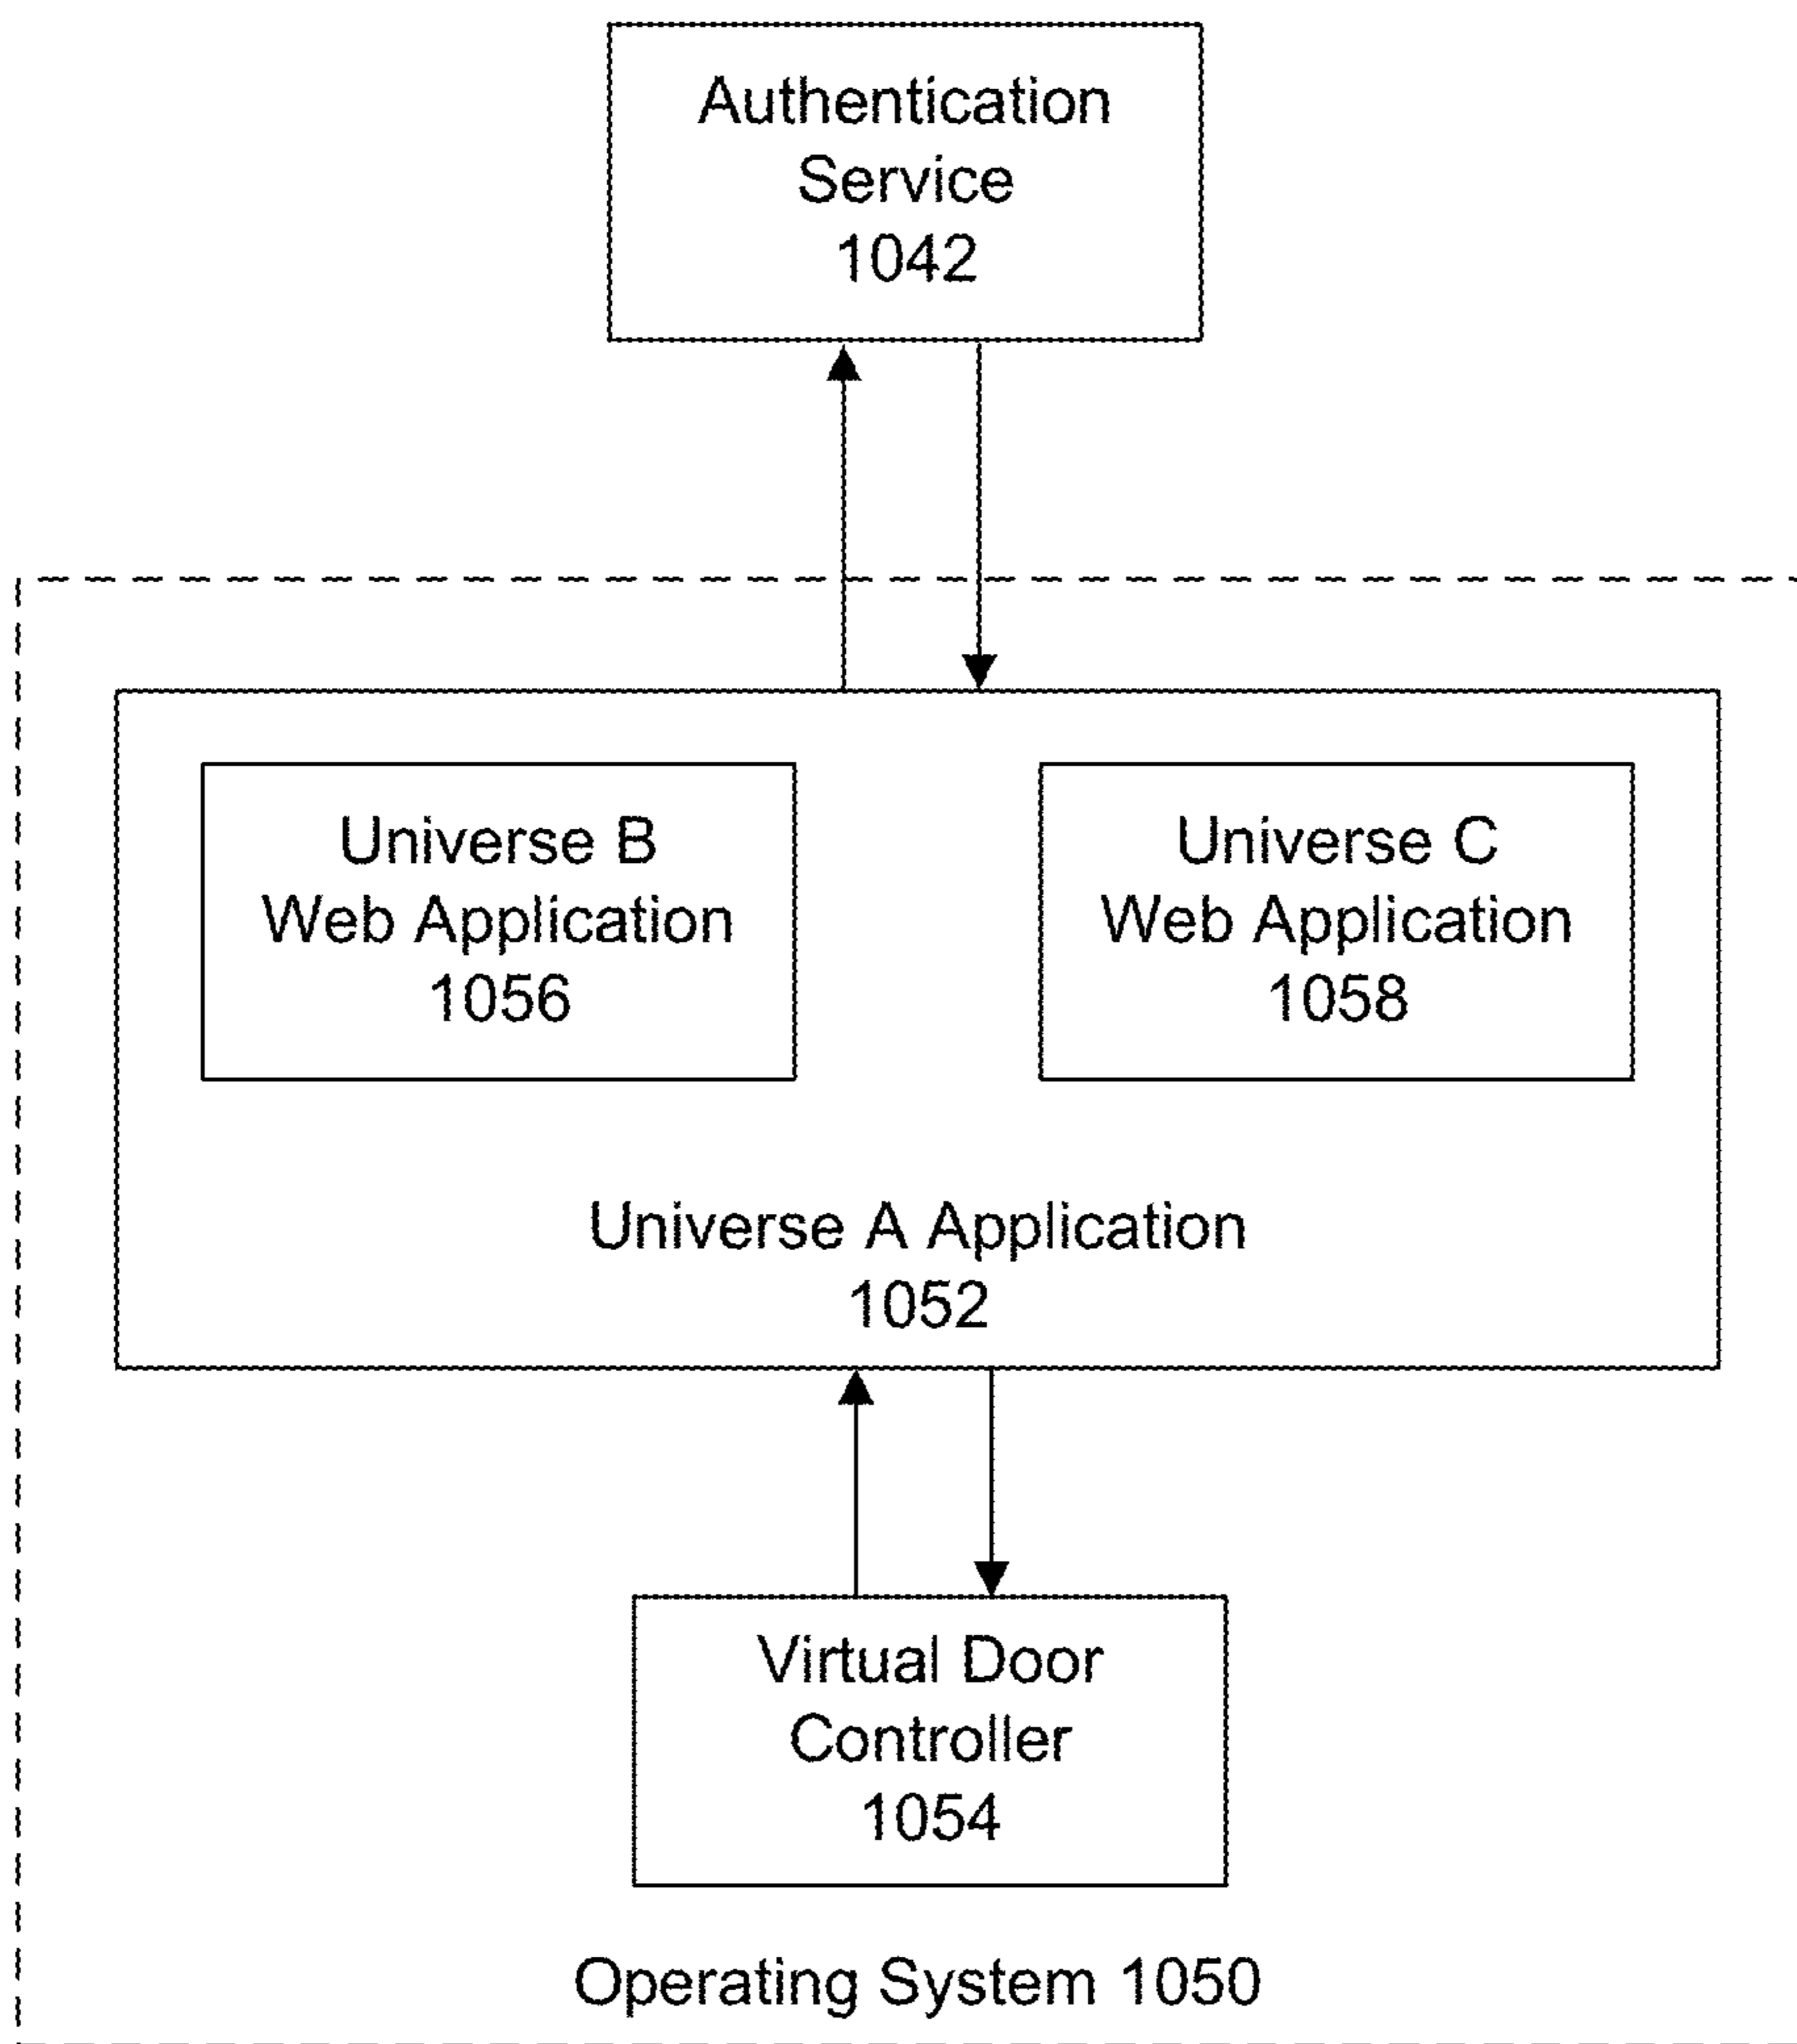 Authentication
Service
1042
Universe B
Web Application
1056
Universe C
Web Application
1058
Universe A Application
1052
Virtual Door
Controller
1054
Operating System 1050